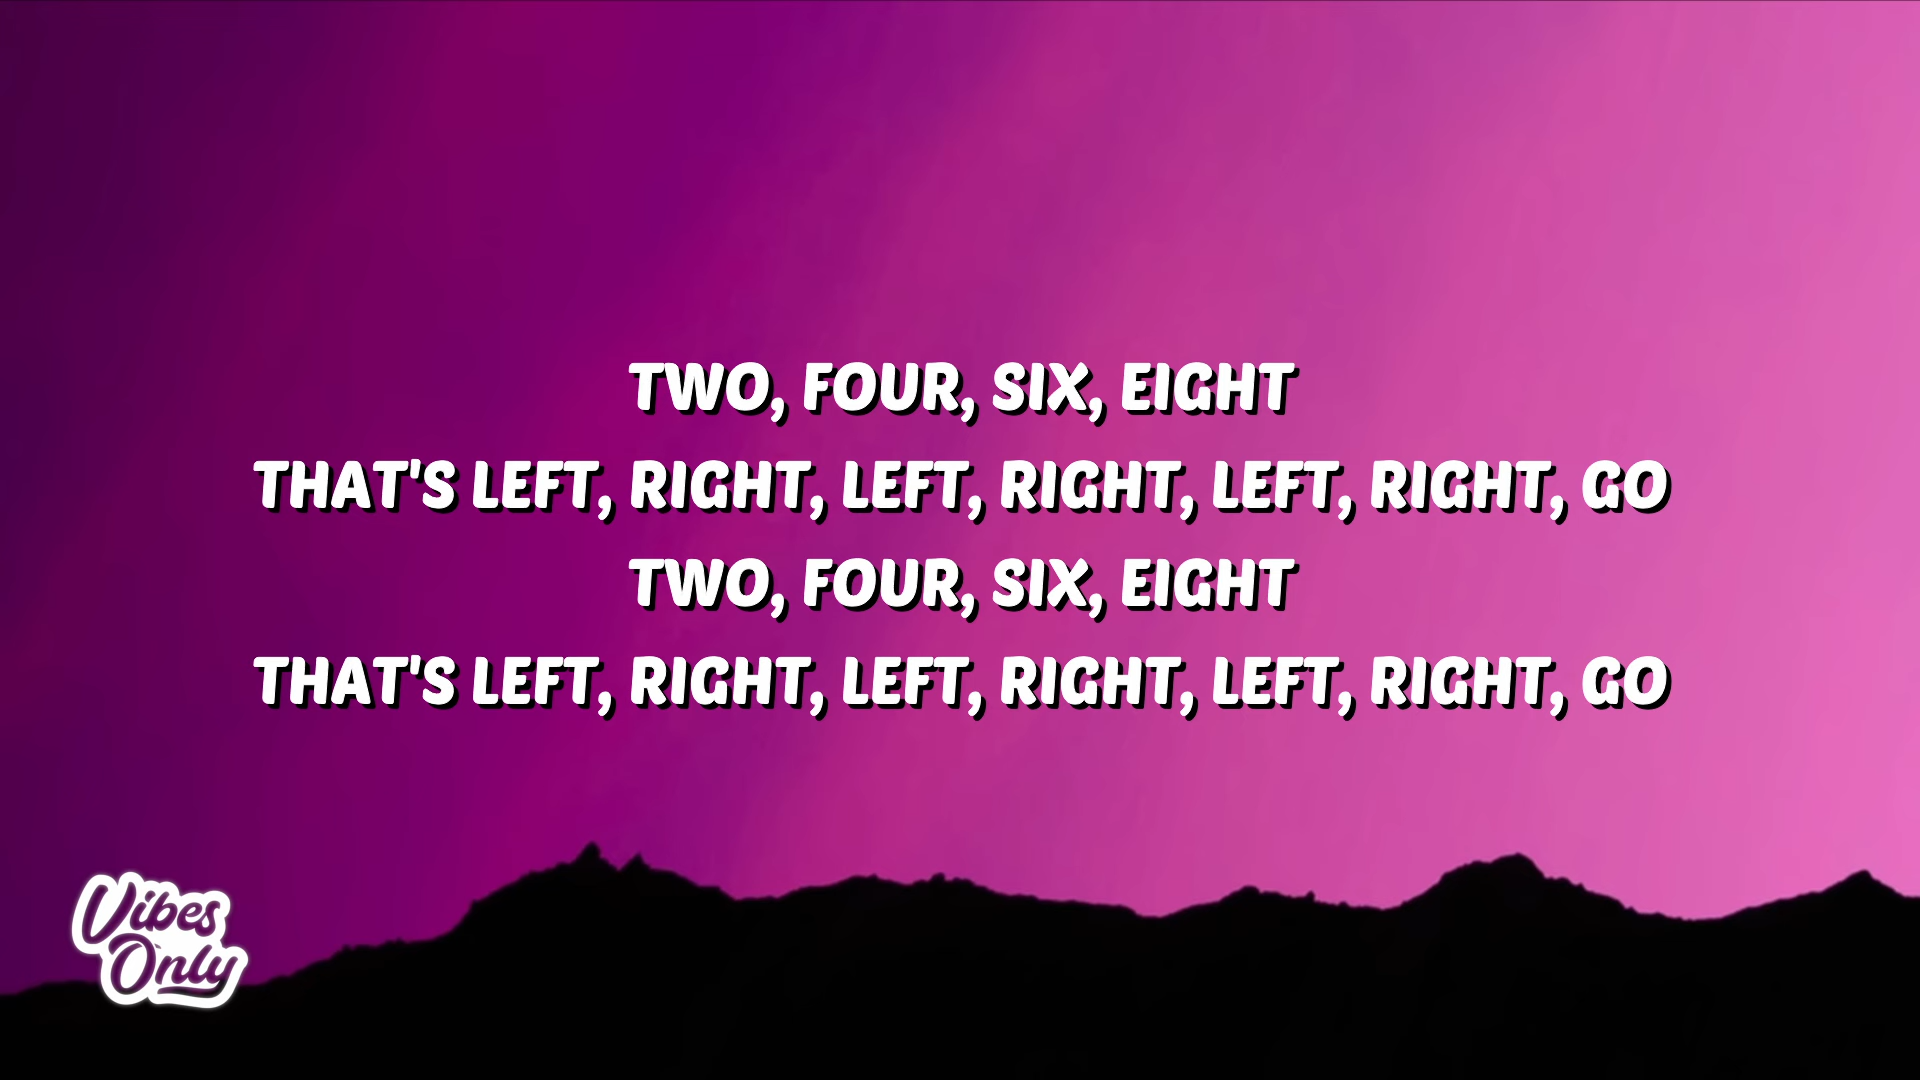 TWO, FOUR, SIX, EIGHT
THAT'S LEFT, RIGHT, LEFT, RIGHT, LEFT, RIGHT, GO
TWO, FOUR, SIX, EIGHT
THAT'S LEFT, RIGHT, LEFT, RIGHT, LEFT, RIGHT, GO
Vibes
Only